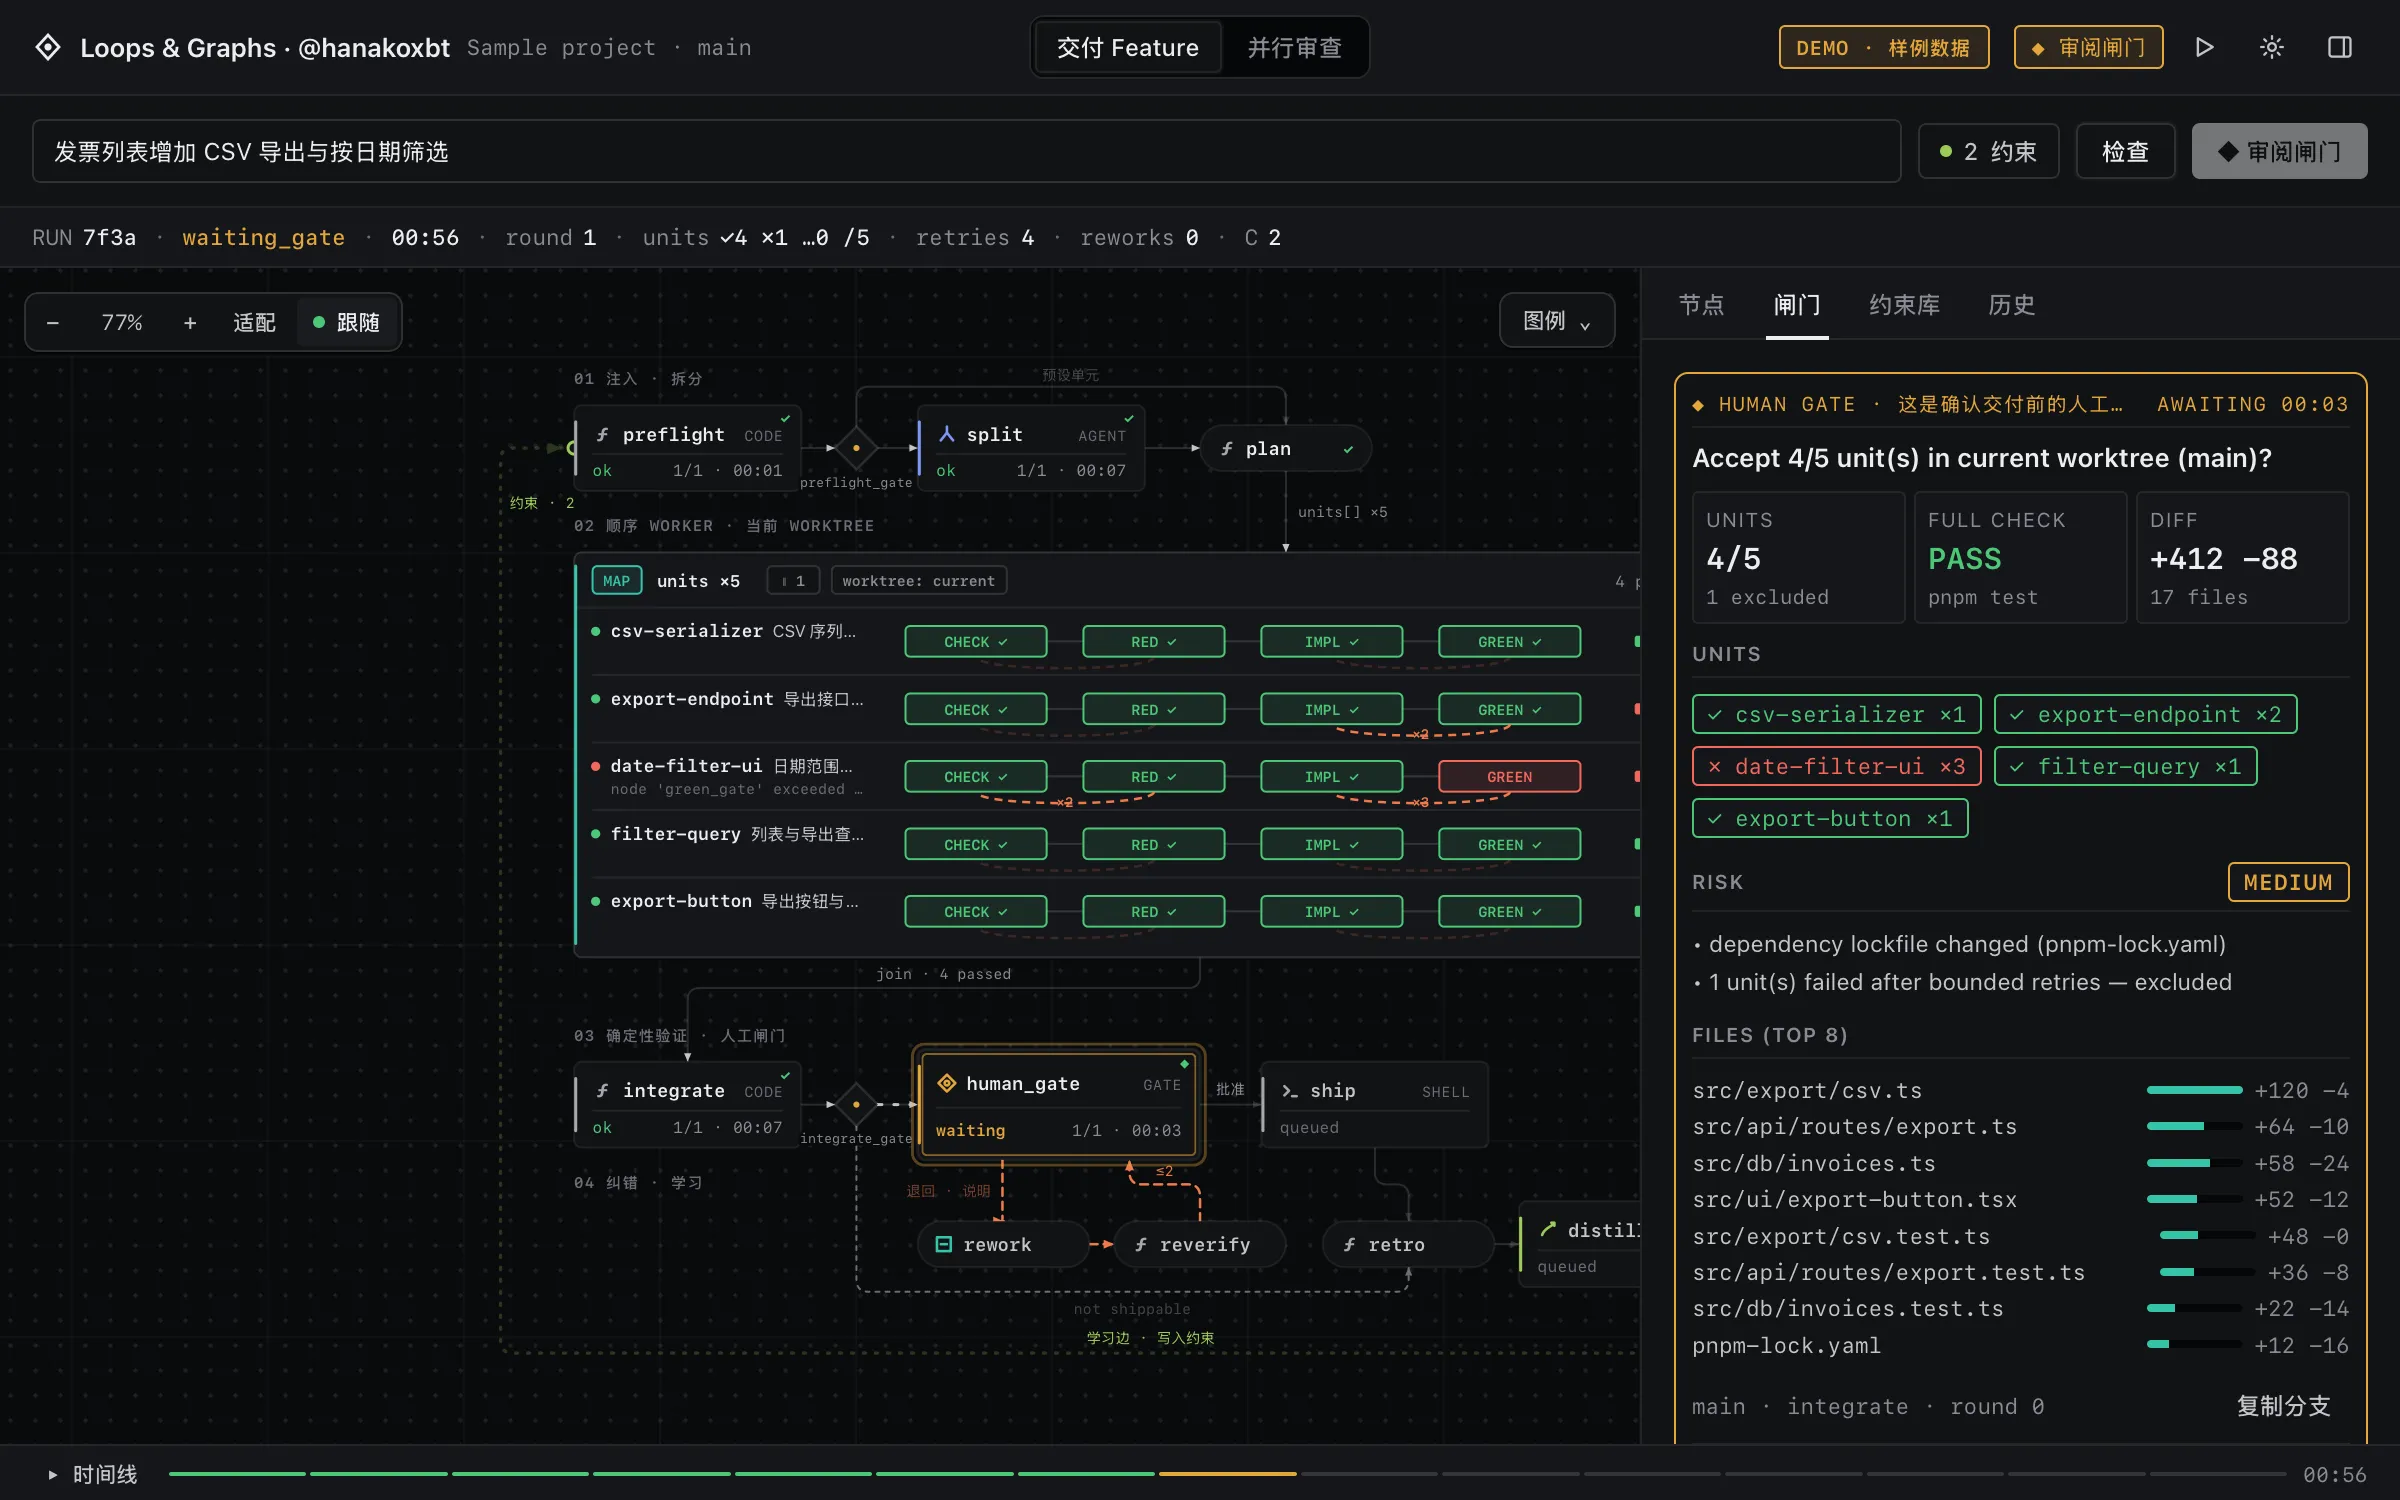 Loops & Graphs · @hanakoxbt Sample project · main
交付 Feature 并行审查
DEMO · 样例数据
◆ 审阅闸门
发票列表增加 CSV 导出与按日期筛选
2 约束
检查
◆ 审阅闸门
RUN 7f3a · waiting_gate · 00:56 · round 1 · units ✓4 ×1 …0 /5 · retries 4 · reworks 0 · C 2
− 77% + 适配 跟随
图例
01 注入 · 拆分
预设单元
preflight CODE
ok 1/1 · 00:01
preflight_gate
split AGENT
ok 1/1 · 00:07
plan ✓
约束 · 2
units[] ×5
02 顺序 WORKER · 当前 WORKTREE
MAP units ×5 1 worktree: current
csv-serializer CSV 序列…
CHECK ✓ RED ✓ IMPL ✓ GREEN ✓
export-endpoint 导出接口…
CHECK ✓ RED ✓ IMPL ✓ GREEN ✓
×2
date-filter-ui 日期范围…
node 'green_gate' exceeded …
CHECK ✓ RED ✓ IMPL ✓ GREEN
×2 ×3
filter-query 列表与导出查…
CHECK ✓ RED ✓ IMPL ✓ GREEN ✓
export-button 导出按钮与…
CHECK ✓ RED ✓ IMPL ✓ GREEN ✓
join · 4 passed
03 确定性验证 · 人工闸门
integrate CODE
ok 1/1 · 00:07
integrate_gate
human_gate GATE
waiting 1/1 · 00:03
批准
ship SHELL
queued
04 纠错 · 学习
退回 · 说明
≤2
rework
reverify
retro
distill
queued
not shippable
学习边 · 写入约束
节点 闸门 约束库 历史
◆ HUMAN GATE · 这是确认交付前的人工… AWAITING 00:03
Accept 4/5 unit(s) in current worktree (main)?
UNITS
4/5
1 excluded
FULL CHECK
PASS
pnpm test
DIFF
+412 −88
17 files
UNITS
✓ csv-serializer ×1
✓ export-endpoint ×2
× date-filter-ui ×3
✓ filter-query ×1
✓ export-button ×1
RISK MEDIUM
• dependency lockfile changed (pnpm-lock.yaml)
• 1 unit(s) failed after bounded retries — excluded
FILES (TOP 8)
src/export/csv.ts +120 −4
src/api/routes/export.ts +64 −10
src/db/invoices.ts +58 −24
src/ui/export-button.tsx +52 −12
src/export/csv.test.ts +48 −0
src/api/routes/export.test.ts +36 −8
src/db/invoices.test.ts +22 −14
pnpm-lock.yaml +12 −16
main · integrate · round 0 复制分支
▸ 时间线 00:56